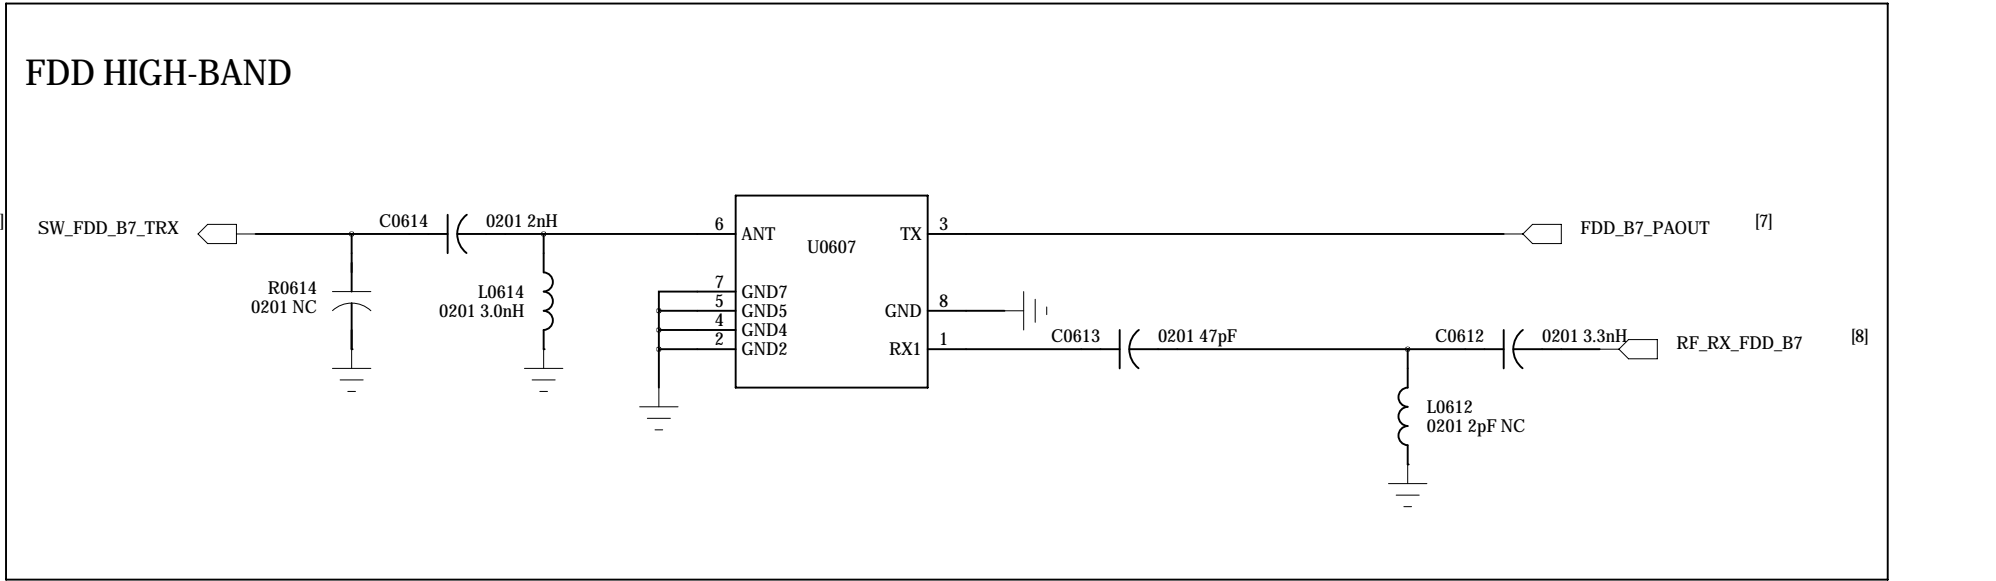 FDD HIGH-BAND
]
SW_FDD_B7_TRX
C0614
0201 2nH
R0614
0201 NC
L0614
0201 3.0nH
6
ANT
7
GND7
5
GND5
4
GND4
2
GND2
U0607
TX
3
GND
8
RX1
1
FDD_B7_PAOUT
[7]
C0613
0201 47pF
C0612
0201 3.3nH
RF_RX_FDD_B7
[8]
L0612
0201 2pF NC